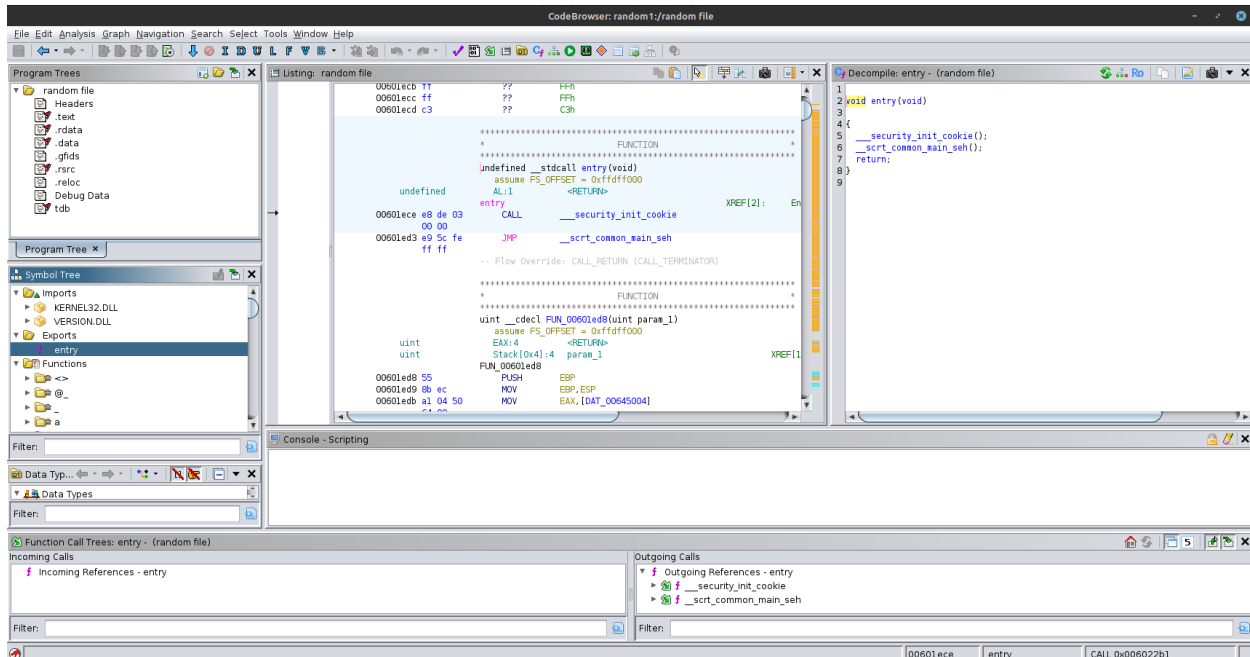 CodeBrowser: random1:/random file
File Edit Analysis Graph Navigation Search Select Tools Window Help
I D U L F V B
Program Trees
random file
Headers
.text
.rdata
.data
.gfids
.rsrc
.reloc
Debug Data
tdb
Program Tree ×
Symbol Tree
Imports
KERNEL32.DLL
VERSION.DLL
Exports
f entry
Functions
<>
@_
_
a
Filter:
Data Typ...
Data Types
Filter:
Listing: random file
00601ecb ff ?? FFh
00601ecc ff ?? FFh
00601ecd c3 ?? C3h
* FUNCTION *
undefined __stdcall entry(void)
assume FS_OFFSET = 0xffdff000
undefined AL:1 <RETURN>
entry XREF[2]: En
00601ece e8 de 03 CALL ___security_init_cookie
00 00
00601ed3 e9 5c fe JMP __scrt_common_main_seh
ff ff
-- Flow Override: CALL_RETURN (CALL_TERMINATOR)
* FUNCTION *
uint __cdecl FUN_00601ed8(uint param_1)
assume FS_OFFSET = 0xffdff000
uint EAX:4 <RETURN>
uint Stack[0x4]:4 param_1 XREF[1
FUN_00601ed8
00601ed8 55 PUSH EBP
00601ed9 8b ec MOV EBP,ESP
00601edb a1 04 50 MOV EAX,[DAT_00645004]
Decompile: entry - (random file)
Ro
1
2 void entry(void)
3
4 {
5 ___security_init_cookie();
6 __scrt_common_main_seh();
7 return;
8 }
9
Console - Scripting
Function Call Trees: entry - (random file)
5
Incoming Calls
f Incoming References - entry
Filter:
Outgoing Calls
f Outgoing References - entry
f ___security_init_cookie
f __scrt_common_main_seh
Filter:
00601ece entry CALL 0x006022b1